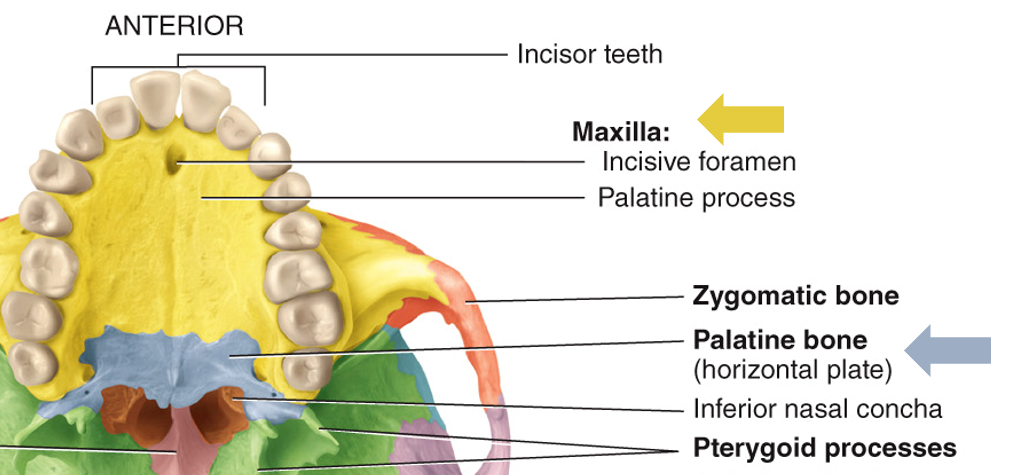 ANTERIOR
Incisor teeth
Maxilla:
Incisive foramen
Palatine process
Zygomatic bone
Palatine bone
(horizontal plate)
Inferior nasal concha
Pterygoid processes